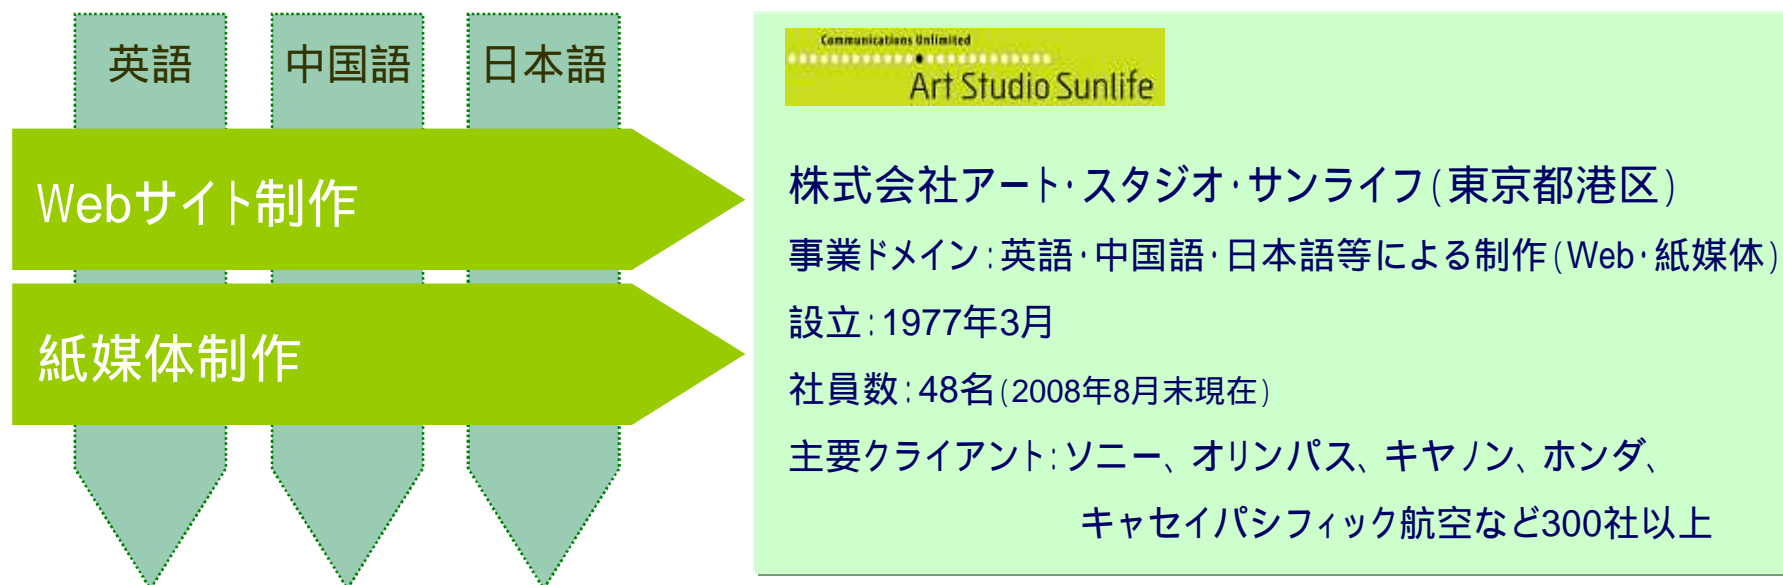 英語
中国語
日本語
Webサイト制作
紙媒体制作
Communications Unlimited
Art Studio Sunlife
株式会社アート・スタジオ・サンライフ(東京都港区)
事業ドメイン:英語・中国語・日本語等による制作(Web・紙媒体)
設立:1977年3月
社員数:48名(2008年8月末現在)
主要クライアント:ソニー、オリンパス、キヤノン、ホンダ、
キャセイパシフィック航空など300社以上